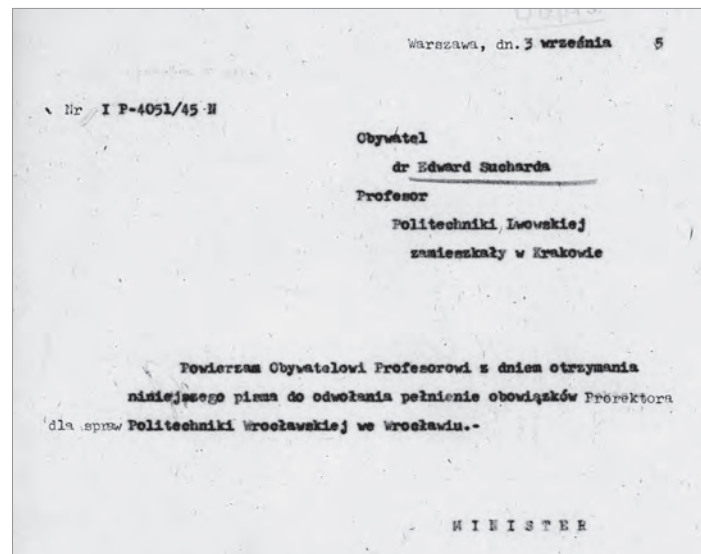 Odpis
Warszawa, dn. 3 września 5
Nr I P-4051/45 N
Obywatel
dr Edward Sucharda
Profesor
Politechniki Lwowskiej
zamieszkały w Krakowie
Powierzam Obywatelowi Profesorowi z dniem otrzymania
niniejszego pisma do odwołania pełnienie obowiązków Prorektora
dla spraw Politechniki Wrocławskiej we Wrocławiu.-
MINISTER